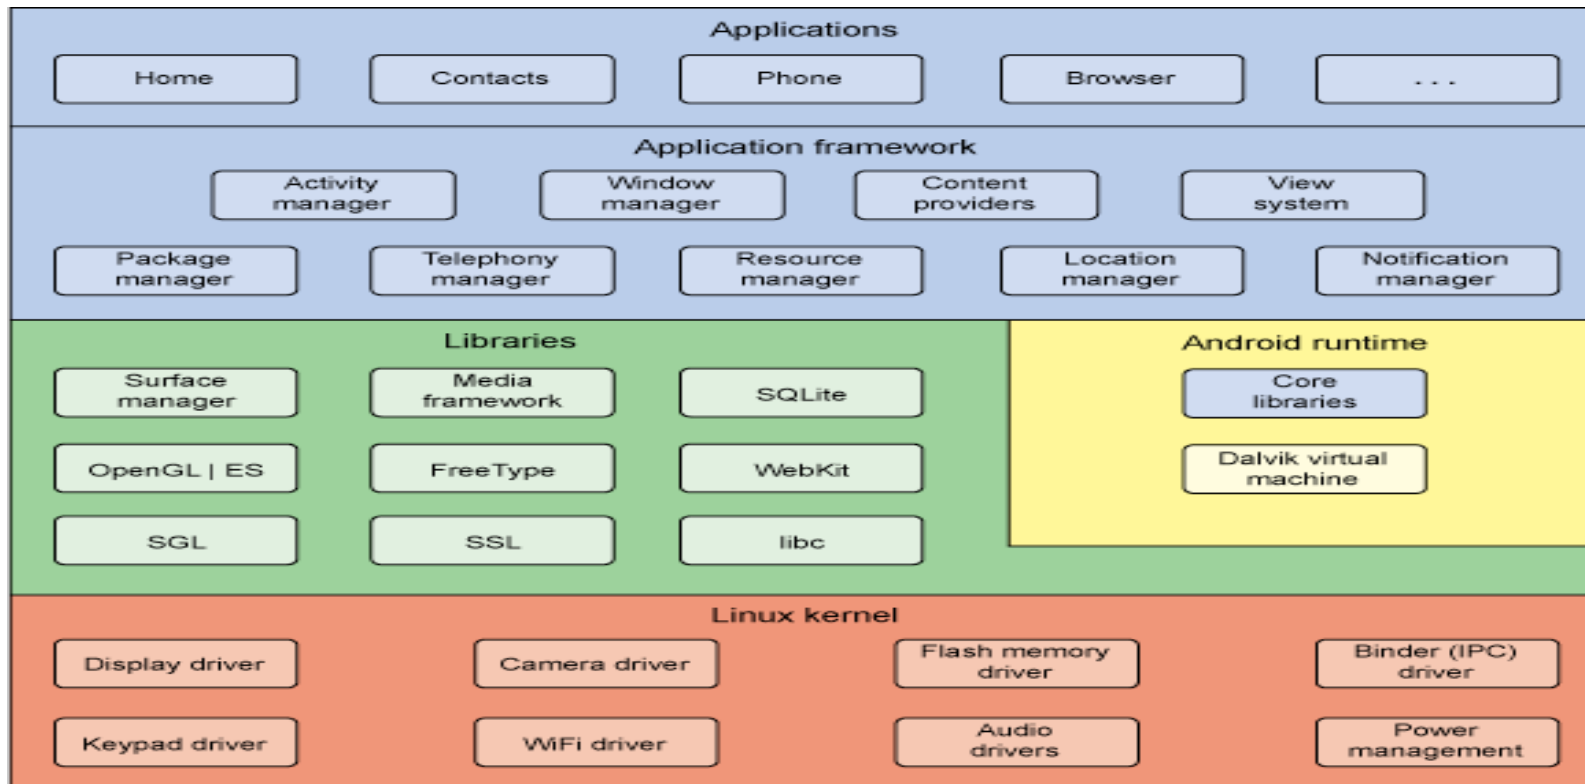 Applications
Home
Contacts
Phone
Browser
. . .
Application framework
Activity
manager
Window
manager
Content
providers
View
system
Package
manager
Telephony
manager
Resource
manager
Location
manager
Notification
manager
Libraries
Surface
manager
Media
framework
SQLite
OpenGL | ES
FreeType
WebKit
SGL
SSL
libc
Android runtime
Core
libraries
Dalvik virtual
machine
Linux kernel
Display driver
Camera driver
Flash memory
driver
Binder (IPC)
driver
Keypad driver
WiFi driver
Audio
drivers
Power
management